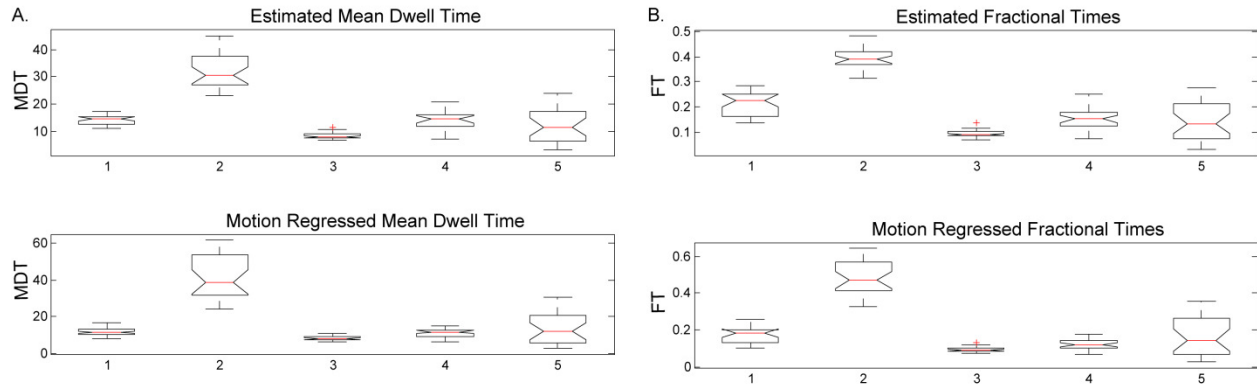 A.
Estimated Mean Dwell Time
MDT
40
30
20
10
1 2 3 4 5
Motion Regressed Mean Dwell Time
MDT
60
40
20
0
1 2 3 4 5
B.
Estimated Fractional Times
FT
0.5
0.4
0.3
0.2
0.1
1 2 3 4 5
Motion Regressed Fractional Times
FT
0.6
0.4
0.2
0
1 2 3 4 5